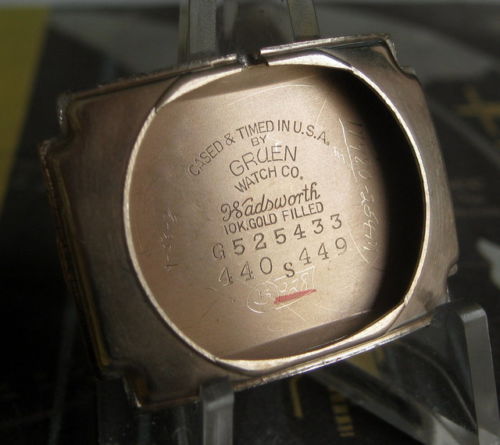 CASED & TIMED IN U.S.A.
BY
GRUEN
WATCH CO.
Wadsworth
10K. GOLD FILLED
G525433
440 S 449